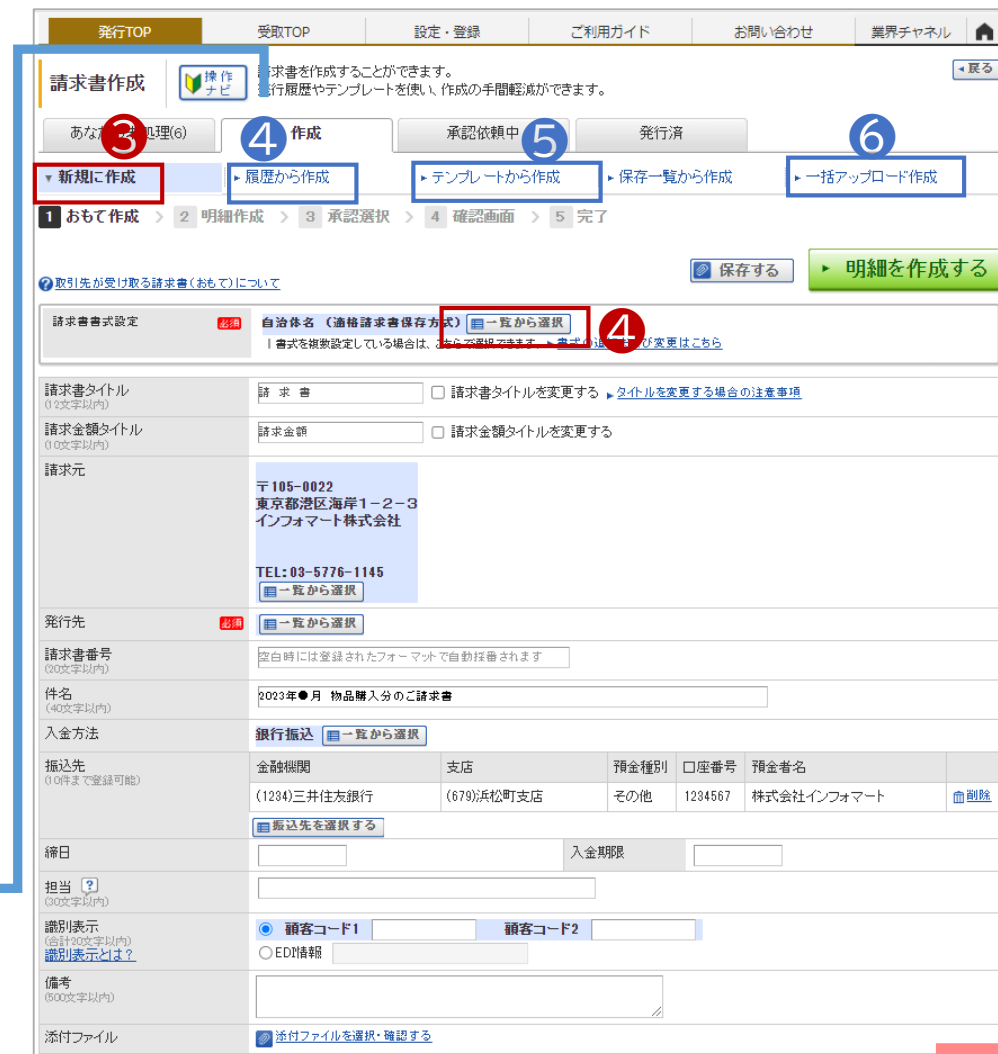 発行TOP 受取TOP 設定・登録 ご利用ガイド お問い合わせ 業界チャネル
請求書作成 操作ナビ 請求書を作成することができます。 戻る
発行履歴やテンプレートを使い、作成の手間軽減ができます。
処理(6) 作成 承認依頼中 発行済
3 4 5 6
新規に作成 履歴から作成 テンプレートから作成 保存一覧から作成 一括アップロード作成
1 おもて作成 > 2 明細作成 > 3 承認選択 > 4 確認画面 > 5 完了
取引先が受け取る請求書(おもて)について 保存する 明細を作成する
請求書書式設定 必須 自治体名 (適格請求書保存方式) 一覧から選択 4
| 書式を複数設定している場合は、こちらで選択できます。 書式の追加および変更はこちら
請求書タイトル 請 求 書 請求書タイトルを変更する タイトルを変更する場合の注意事項
(12文字以内)
請求金額タイトル 請求金額 請求金額タイトルを変更する
(10文字以内)
請求元
〒105-0022
東京都港区海岸1-2-3
インフォマート株式会社
TEL:03-5776-1145
一覧から選択
発行先 必須 一覧から選択
請求書番号 空白時には登録されたフォーマットで自動採番されます
(20文字以内)
件名 2023年●月 物品購入分のご請求書
(40文字以内)
入金方法 銀行振込 一覧から選択
振込先 金融機関 支店 預金種別 口座番号 預金者名
(10件まで登録可能)
(1234)三井住友銀行 (679)浜松町支店 その他 1234567 株式会社インフォマート 削除
振込先を選択する
締日 入金期限
担当 ?
(30文字以内)
識別表示 顧客コード1 顧客コード2
(合計20文字以内)
識別表示とは? EDI情報
備考
(500文字以内)
添付ファイル 添付ファイルを選択・確認する